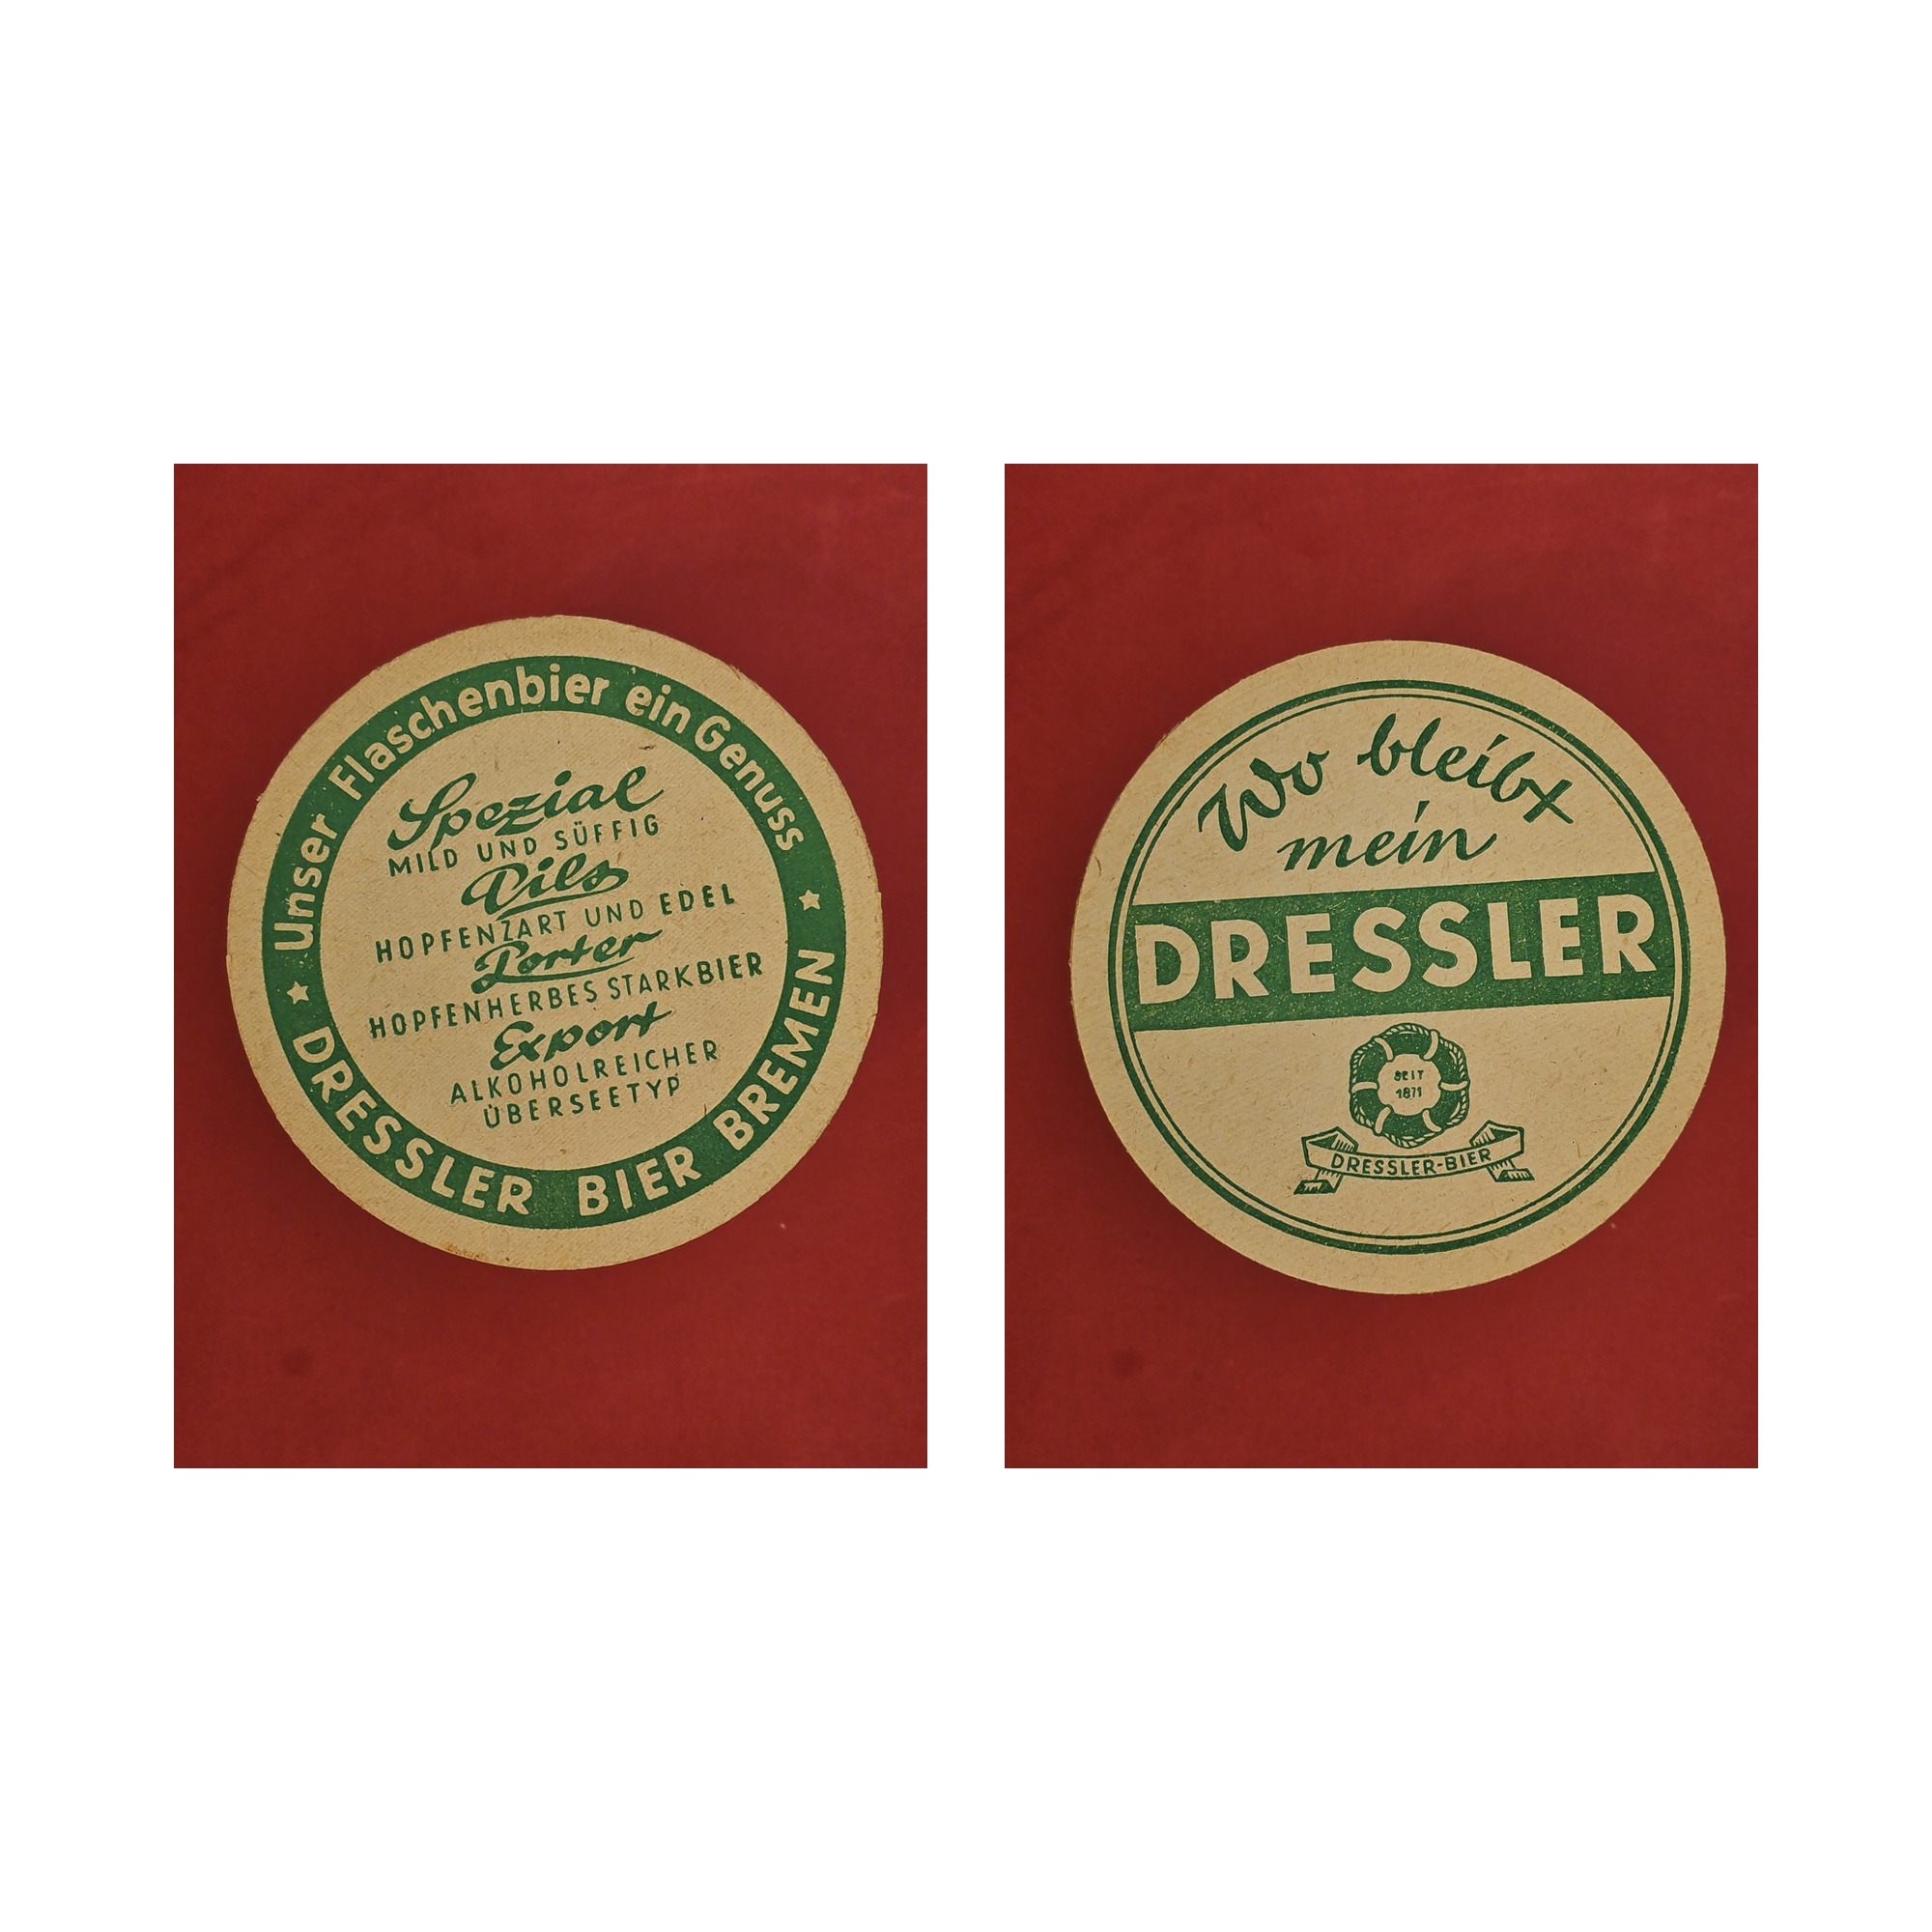 Unser Flaschenbier ein Genuss
Spezial
MILD UND SÜFFIG
Pils
HOPFENZART UND EDEL
Porter
HOPFENHERBES STARKBIER
Export
ALKOHOLREICHER
ÜBERSEETYP
DRESSLER BIER BREMEN
Wo bleibt
mein
DRESSLER
SEIT
1871
DRESSLER-BIER